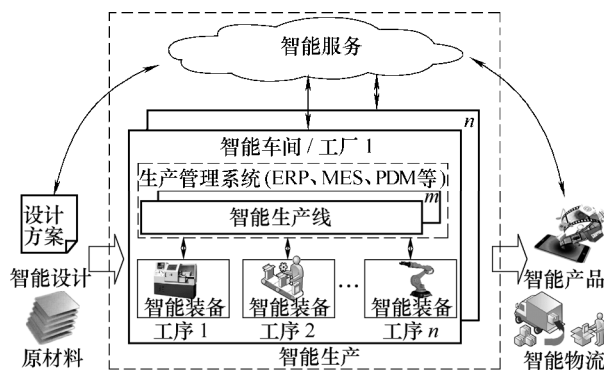 智能服务
n
智能车间/工厂 1
生产管理系统(ERP、MES、PDM等)
m
智能生产线
设计
方案
智能设计
原材料
智能装备
工序 1
智能装备
工序 2
…
智能装备
工序 n
智能生产
智能产品
智能物流